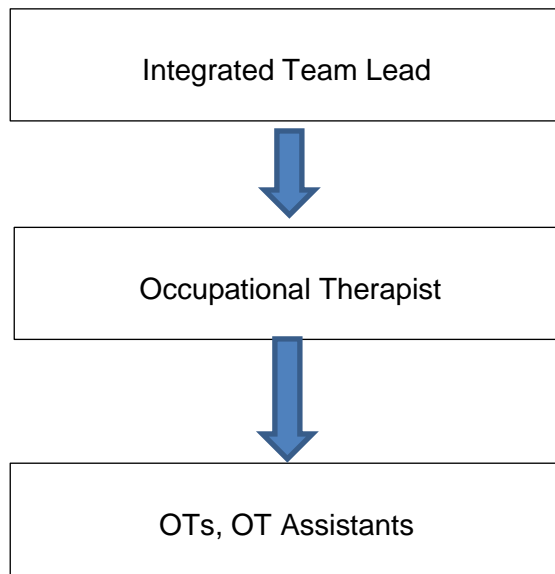 Integrated Team Lead
Occupational Therapist
OTs, OT Assistants